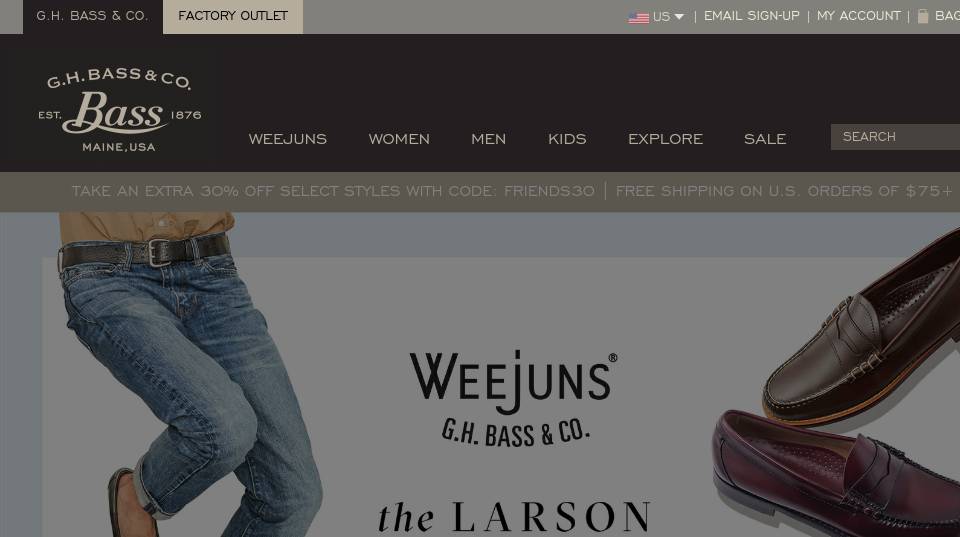 G.H. BASS & CO.
FACTORY OUTLET
US
EMAIL SIGN-UP
MY ACCOUNT
BAG
G.H. BASS & CO.
EST. Bass 1876
MAINE, USA
WEEJUNS
WOMEN
MEN
KIDS
EXPLORE
SALE
SEARCH
TAKE AN EXTRA 30% OFF SELECT STYLES WITH CODE: FRIENDS30 | FREE SHIPPING ON U.S. ORDERS OF $75+
WEEJUNS®
G.H. BASS & CO.
the LARSON